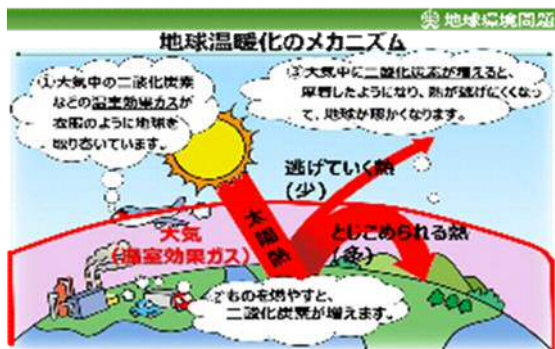 地球環境問題
地球温暖化のメカニズム
①大気中の二酸化炭素
などの温室効果ガスが
衣服のように地球を
取り巻いています。
③大気中に二酸化炭素が増えると、
厚着したようになり、熱が逃げにくくなっ
て、地球が暖かくなります。
逃げていく熱
(少)
太陽熱
大気
(温室効果ガス)
とじこめられる熱
(多)
②ものを燃やすと、
二酸化炭素が増えます。